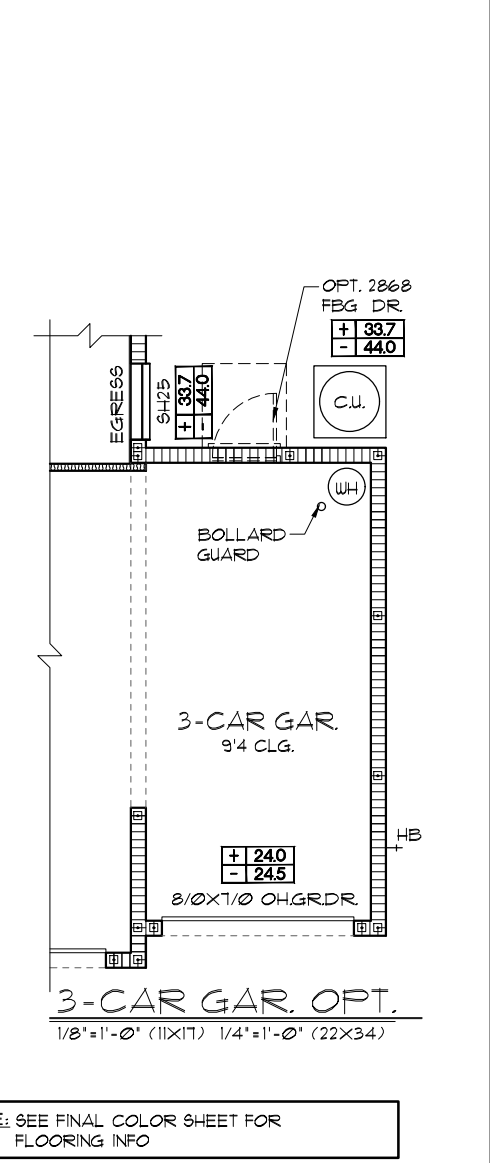 OPT. 2868
FBG DR.
+ 33.7
- 44.0
EGRESS
SH25
+ 33.7
- 44.0
C.U.
WH
BOLLARD
GUARD
3-CAR GAR.
9'4 CLG.
HB
+ 24.0
- 24.5
8/0X7/0 OH.GR.DR.
3-CAR GAR. OPT.
1/8"=1'-0" (11X17) 1/4"=1'-0" (22X34)
E: SEE FINAL COLOR SHEET FOR
FLOORING INFO